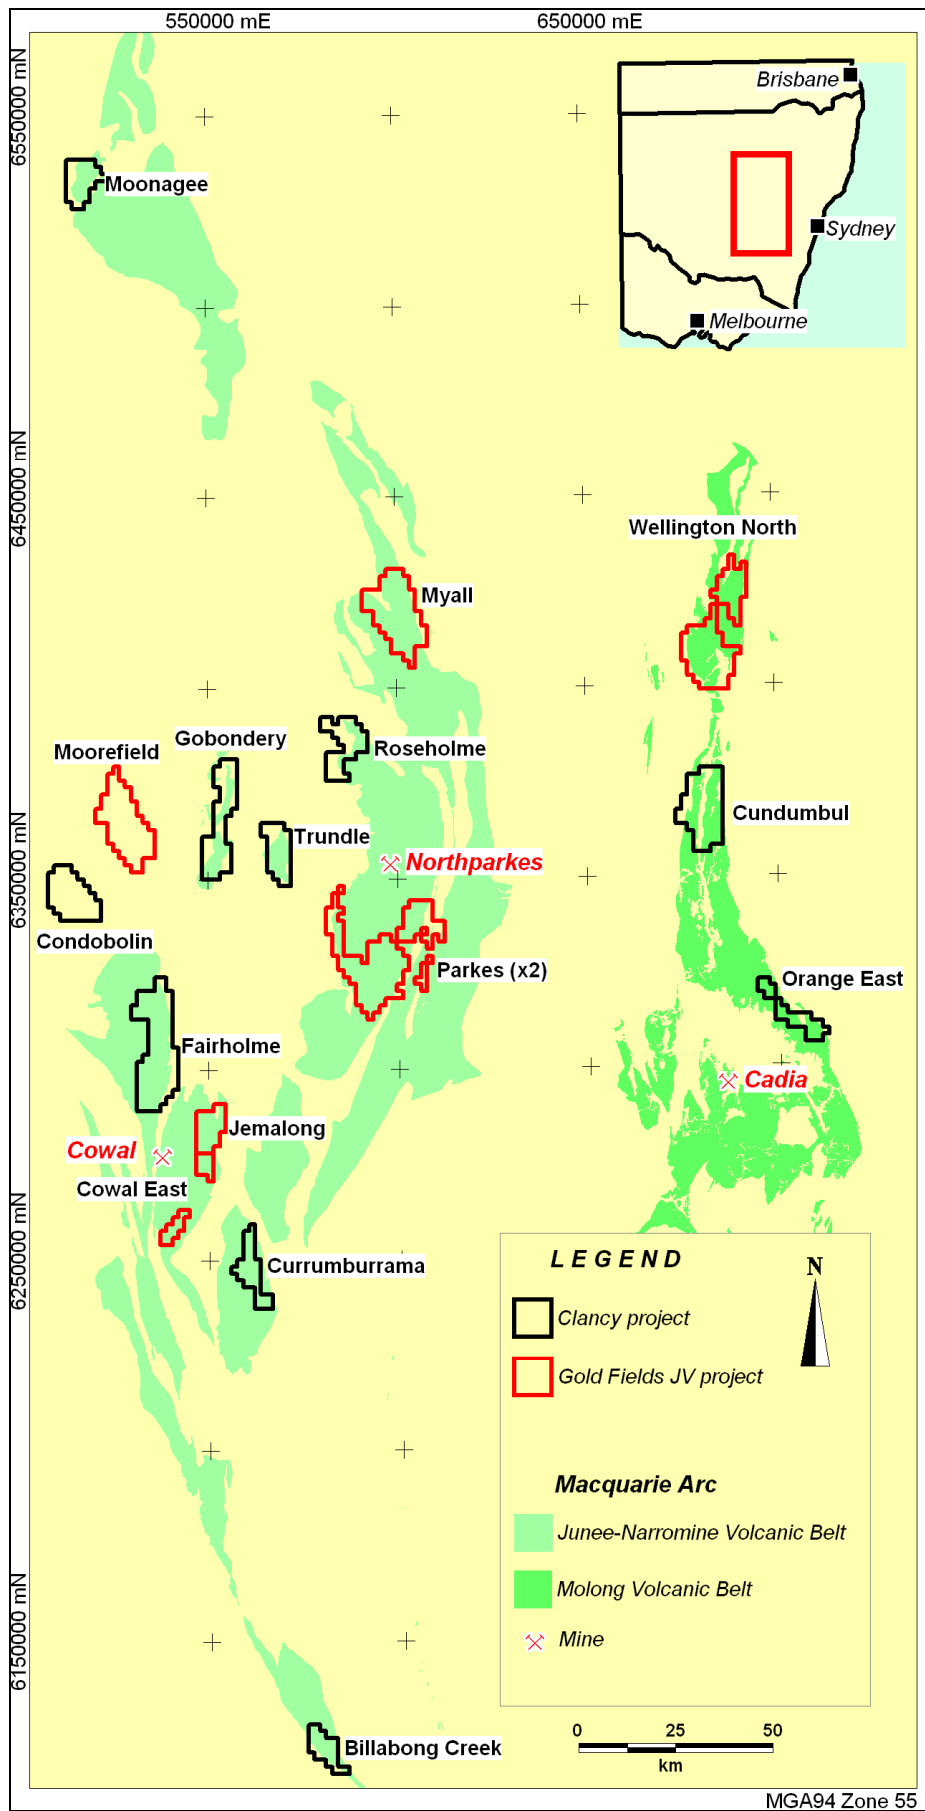 550000 mE
650000 mE
6550000 mN
Brisbane
Moonagee
Sydney
Melbourne
6450000 mN
Wellington North
Myall
Gobondery
Moorefield
Roseholme
Cundumbul
Trundle
Northparkes
6350000 mN
Condobolin
Parkes (x2)
Orange East
Fairholme
Cadia
Jemalong
Cowal
Cowal East
6250000 mN
Currumburrama
LEGEND
N
Clancy project
Gold Fields JV project
Macquarie Arc
Junee-Narromine Volcanic Belt
Molong Volcanic Belt
Mine
6150000 mN
0 25 50
km
Billabong Creek
MGA94 Zone 55